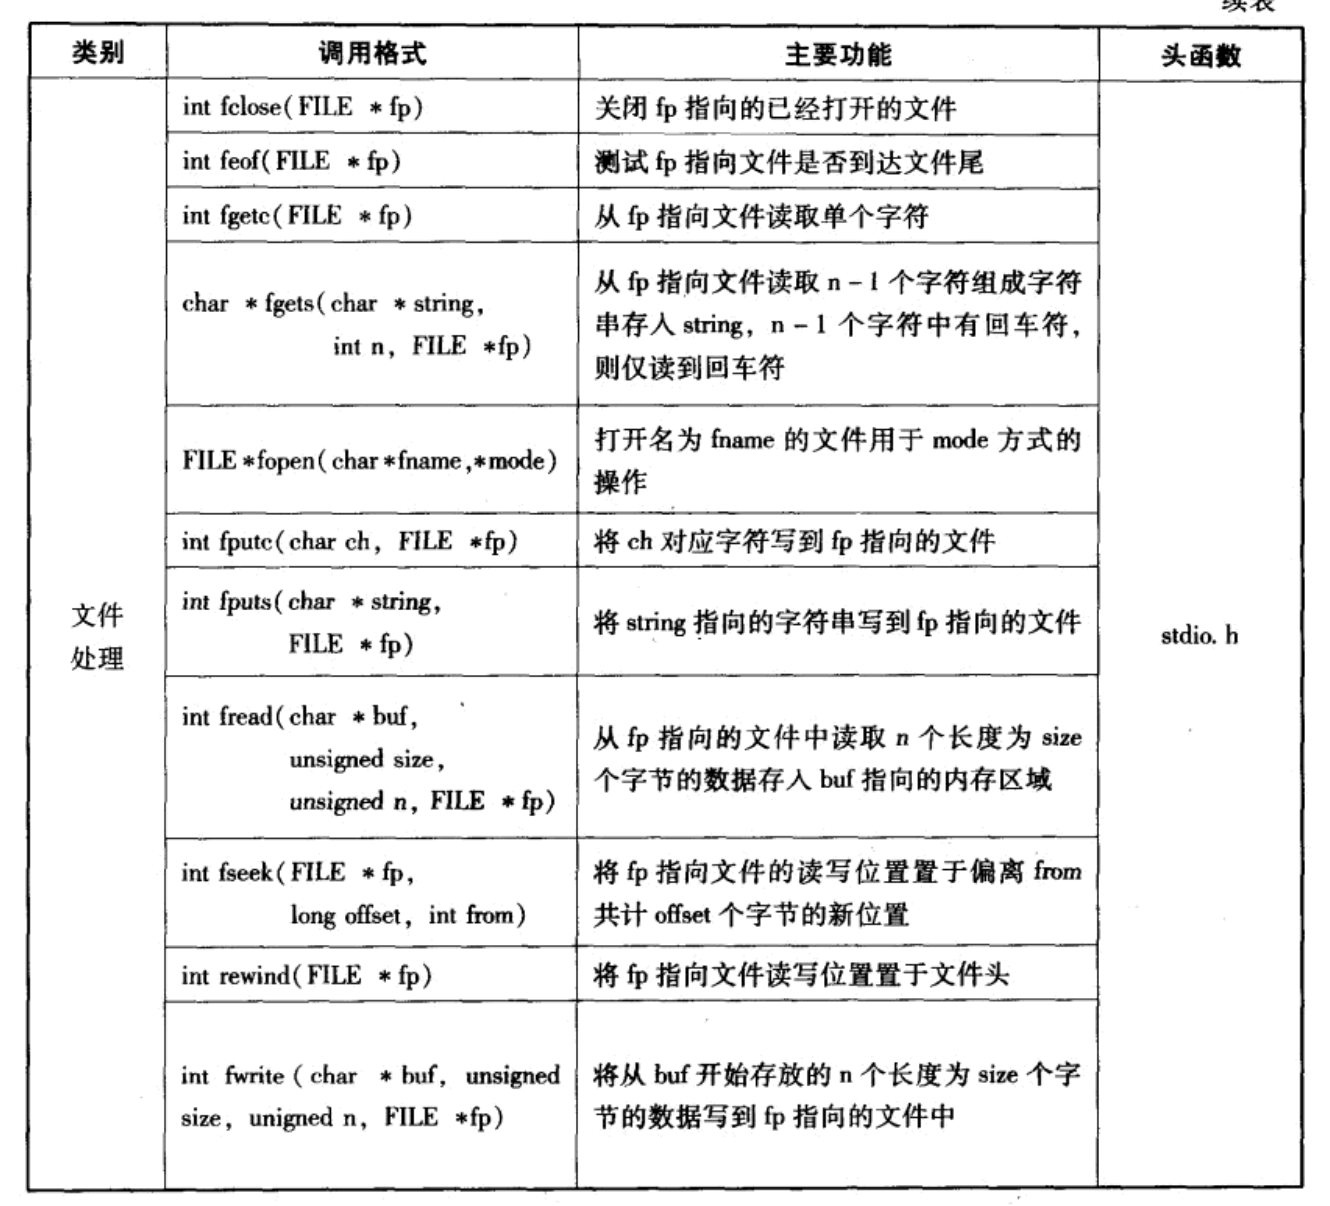 续表
类别 调用格式 主要功能 头函数
int fclose(FILE *fp) 关闭 fp 指向的已经打开的文件
int feof(FILE *fp) 测试 fp 指向文件是否到达文件尾
int fgetc(FILE *fp) 从 fp 指向文件读取单个字符
char *fgets(char *string,
int n, FILE *fp)
从 fp 指向文件读取 n-1 个字符组成字符
串存入 string, n-1 个字符中有回车符,
则仅读到回车符
FILE*fopen(char*fname,*mode)
打开名为 fname 的文件用于 mode 方式的
操作
int fputc(char ch, FILE *fp) 将 ch 对应字符写到 fp 指向的文件
文件
处理
int fputs(char *string,
FILE *fp)
将 string 指向的字符串写到 fp 指向的文件
stdio. h
int fread(char *buf,
unsigned size,
unsigned n, FILE *fp)
从 fp 指向的文件中读取 n 个长度为 size
个字节的数据存入 buf 指向的内存区域
int fseek(FILE *fp,
long offset, int from)
将 fp 指向文件的读写位置置于偏离 from
共计 offset 个字节的新位置
int rewind(FILE *fp) 将 fp 指向文件读写位置置于文件头
int fwrite (char *buf, unsigned
size, unigned n, FILE *fp)
将从 buf 开始存放的 n 个长度为 size 个字
节的数据写到 fp 指向的文件中